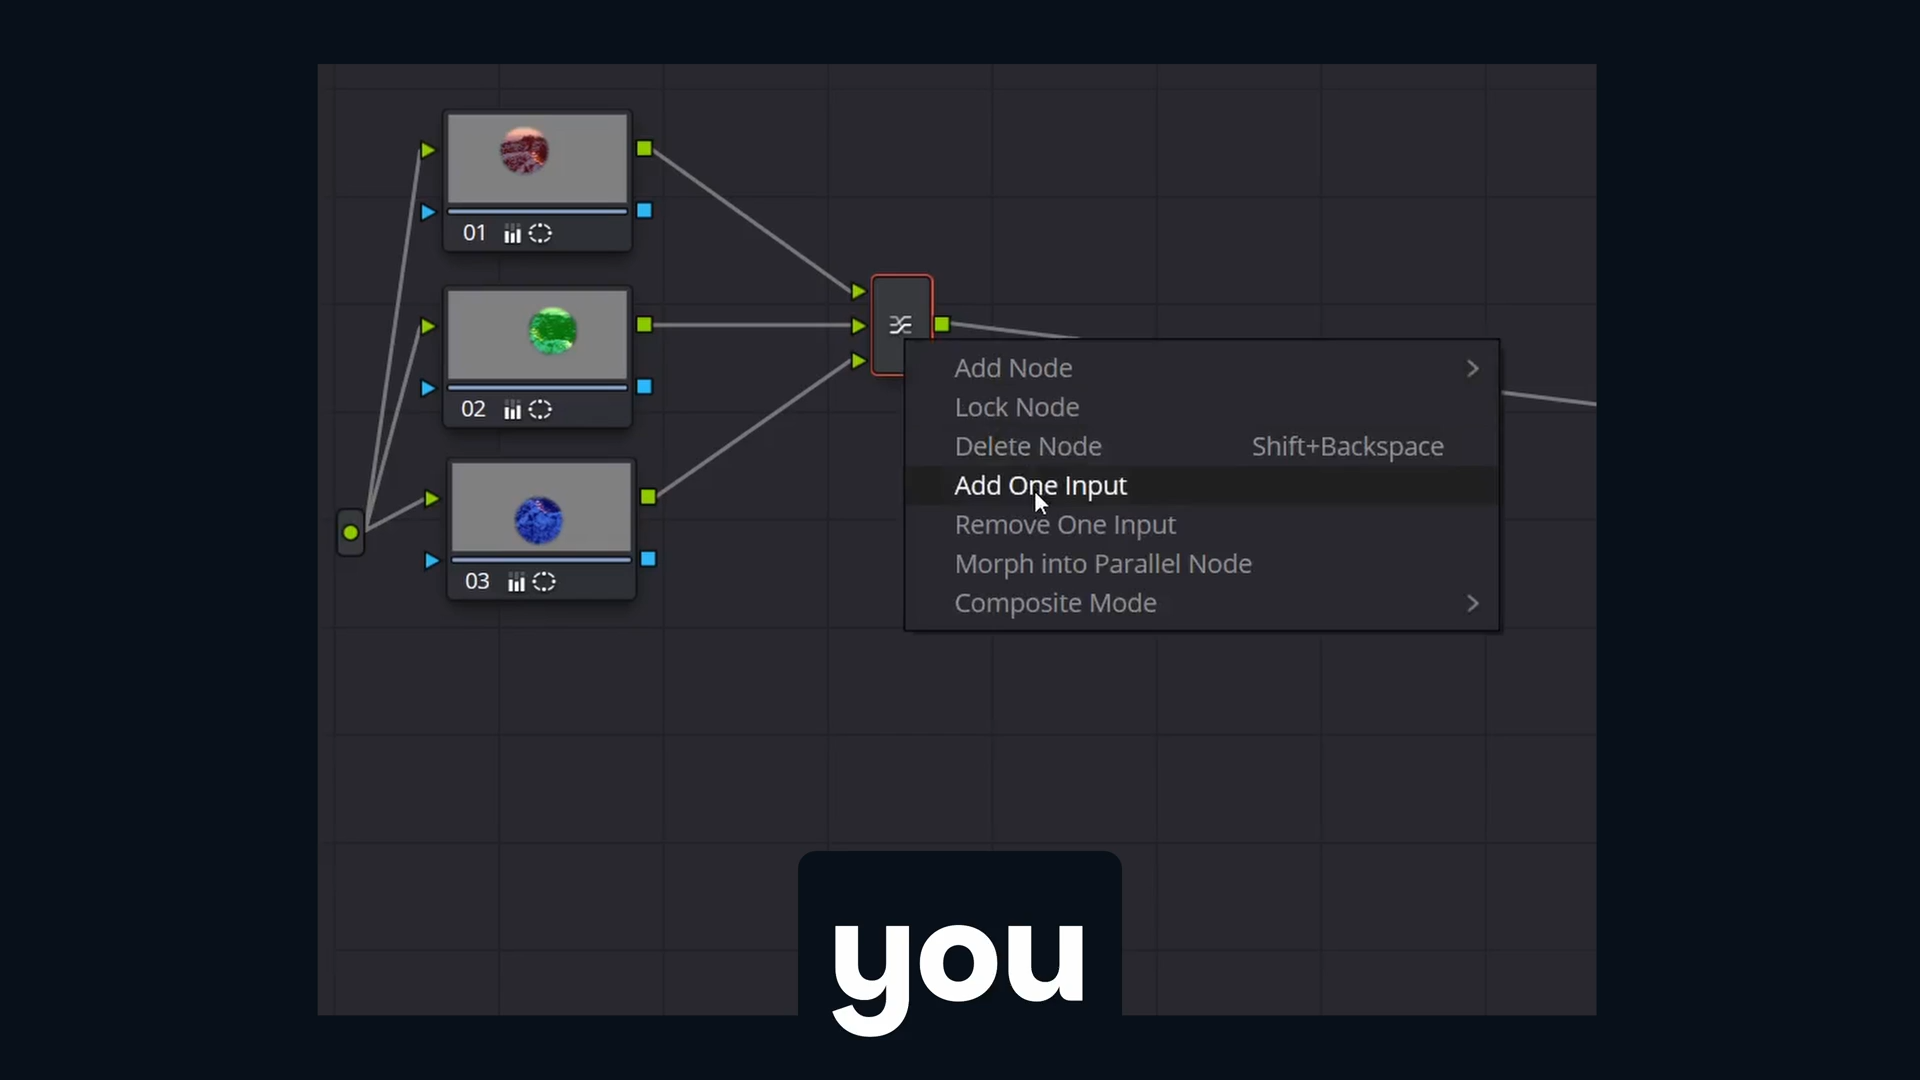 01
02
03
Add Node
Lock Node
Delete Node Shift+Backspace
Add One Input
Remove One Input
Morph into Parallel Node
Composite Mode
you